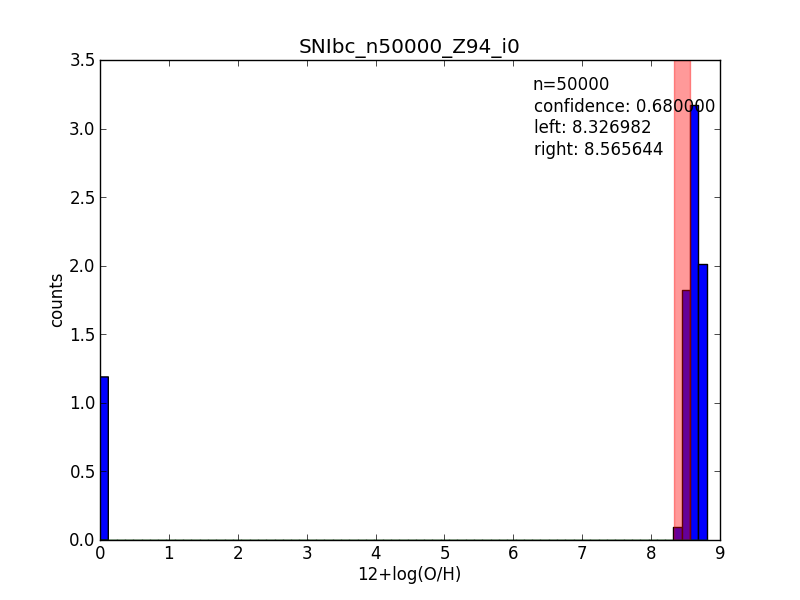 SNIbc_n50000_Z94_i0
3.5
3.0
2.5
2.0
1.5
1.0
0.5
0.0
counts
n=50000
confidence: 0.680000
left: 8.326982
right: 8.565644
0 1 2 3 4 5 6 7 8 9
12+log(O/H)